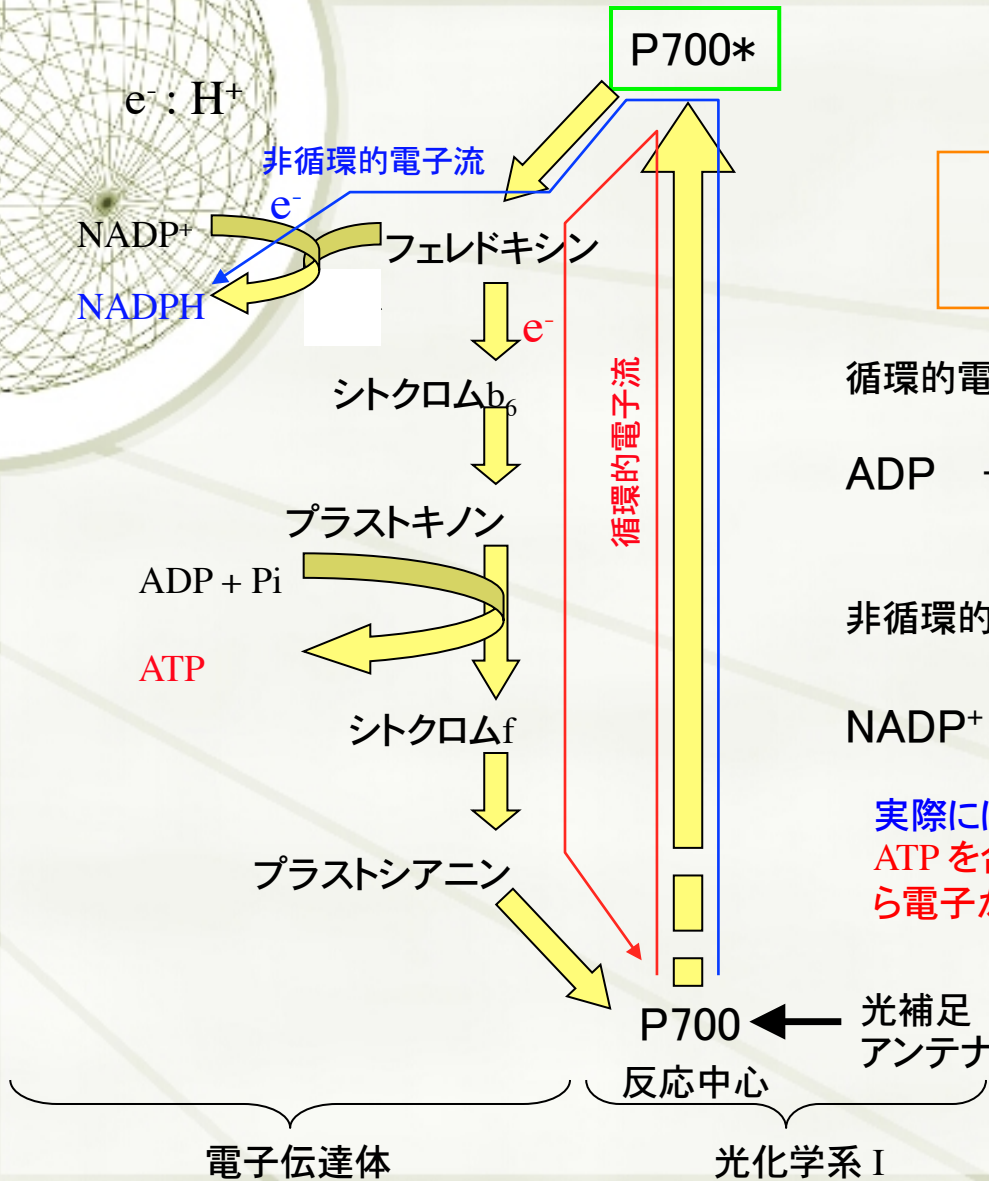 P700*
e⁻ : H⁺
非循環的電子流
e⁻
NADP⁺
フェレドキシン
NADPH
e⁻
シトクロムb₆
循環的電子流
プラストキノン
ADP + Pi
ATP
シトクロムf
プラストシアニン
P700
反応中心
電子伝達体
光化学系 I
循環的電
ADP
非循環的
NADP⁺
実際に
ATP を
ら電子
光補足
アンテナ